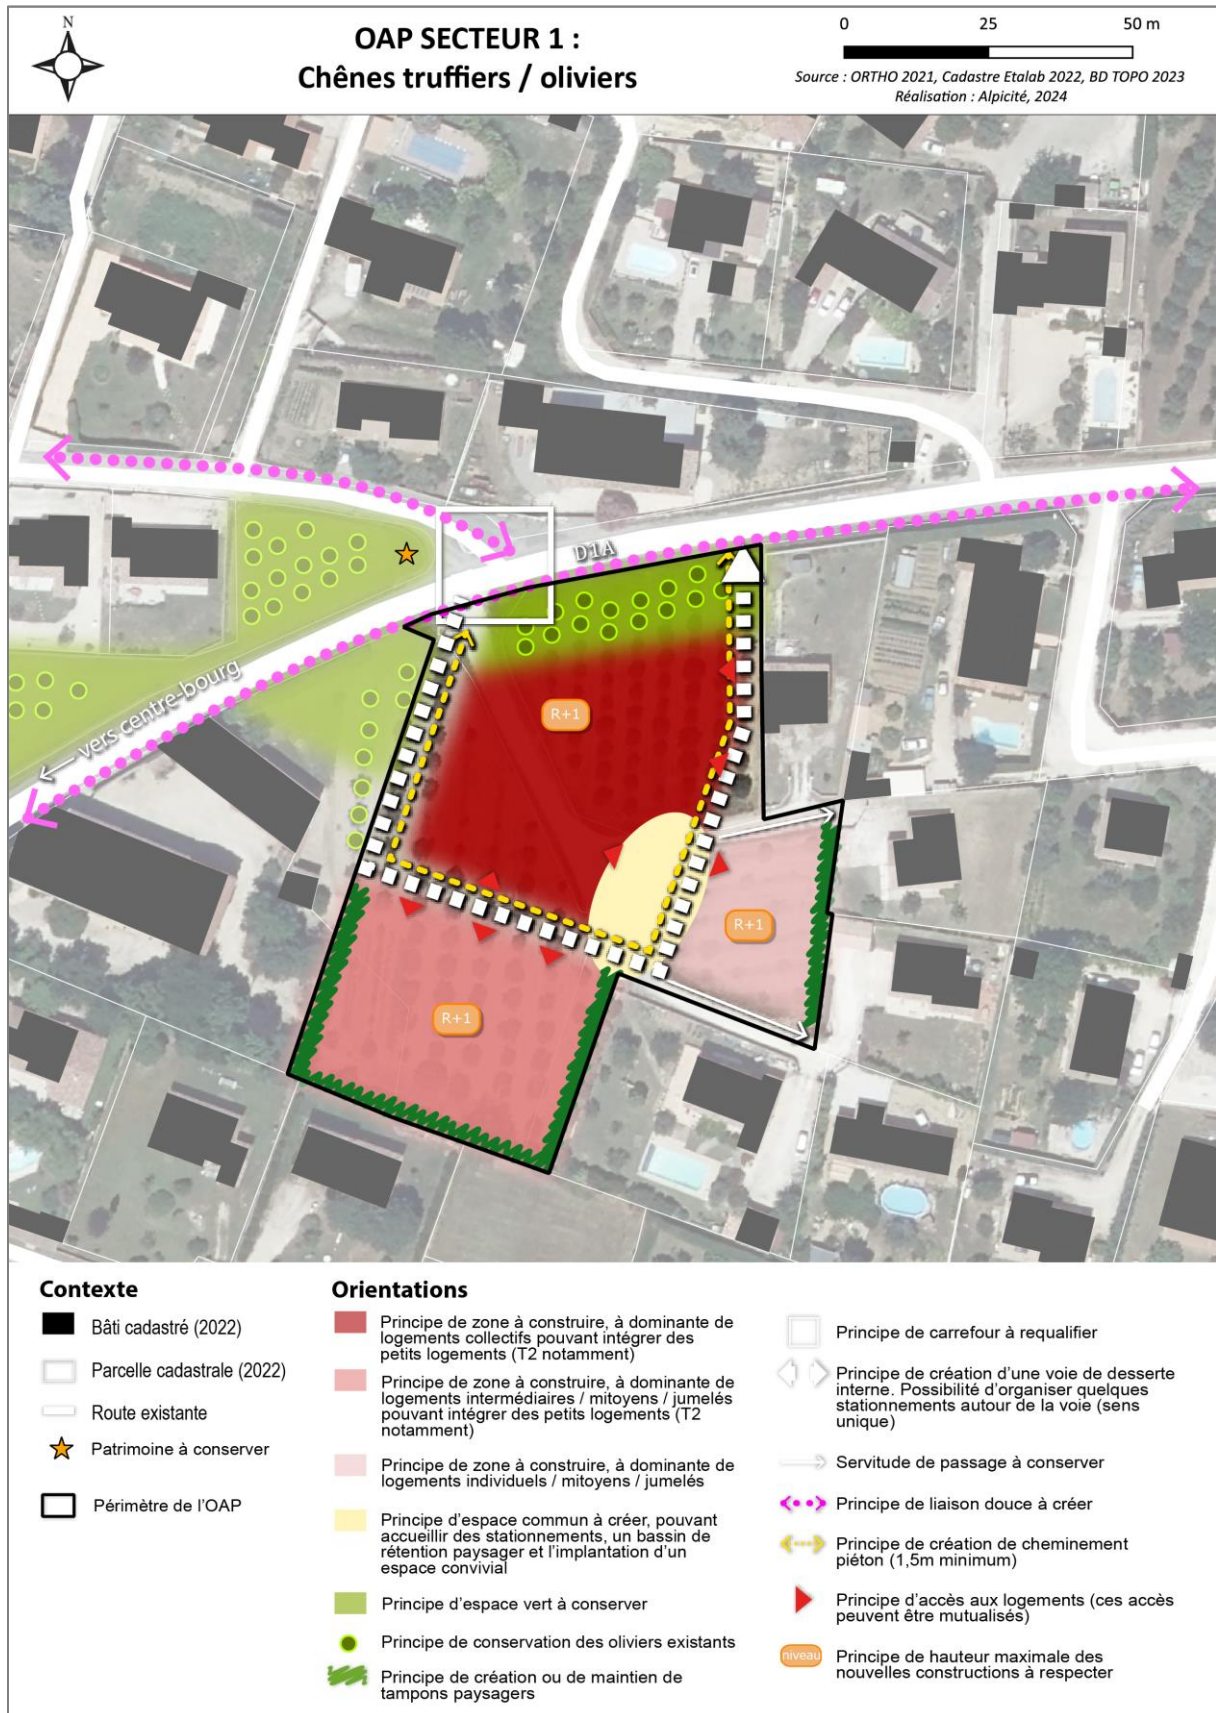 N
OAP SECTEUR 1 :
Chênes truffiers / oliviers
0 25 50 m
Source : ORTHO 2021, Cadastre Etalab 2022, BD TOPO 2023
Réalisation : Alpicité, 2024
D1A
← vers centre-bourg
R+1
R+1
R+1
Contexte
Bâti cadastré (2022)
Parcelle cadastrale (2022)
Route existante
Patrimoine à conserver
Périmètre de l'OAP
Orientations
Principe de zone à construire, à dominante de
logements collectifs pouvant intégrer des
petits logements (T2 notamment)
Principe de zone à construire, à dominante de
logements intermédiaires / mitoyens / jumelés
pouvant intégrer des petits logements (T2
notamment)
Principe de zone à construire, à dominante de
logements individuels / mitoyens / jumelés
Principe d'espace commun à créer, pouvant
accueillir des stationnements, un bassin de
rétention paysager et l'implantation d'un
espace convivial
Principe d'espace vert à conserver
Principe de conservation des oliviers existants
Principe de création ou de maintien de
tampons paysagers
Principe de carrefour à requalifier
Principe de création d'une voie de desserte
interne. Possibilité d'organiser quelques
stationnements autour de la voie (sens
unique)
Servitude de passage à conserver
Principe de liaison douce à créer
Principe de création de cheminement
piéton (1,5m minimum)
Principe d'accès aux logements (ces accès
peuvent être mutualisés)
niveau
Principe de hauteur maximale des
nouvelles constructions à respecter